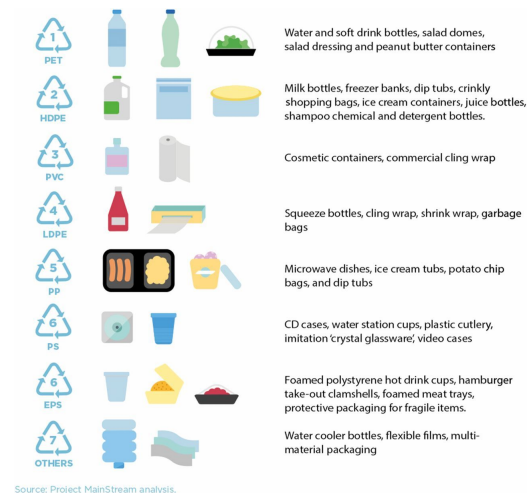 1
PET
Water and soft drink bottles, salad domes,
salad dressing and peanut butter containers
2
HDPE
Milk bottles, freezer banks, dip tubs, crinkly
shopping bags, ice cream containers, juice bottles,
shampoo chemical and detergent bottles.
3
PVC
Cosmetic containers, commercial cling wrap
4
LDPE
Squeeze bottles, cling wrap, shrink wrap, garbage
bags
5
PP
Microwave dishes, ice cream tubs, potato chip
bags, and dip tubs
6
PS
CD cases, water station cups, plastic cutlery,
imitation 'crystal glassware', video cases
6
EPS
Foamed polystyrene hot drink cups, hamburger
take-out clamshells, foamed meat trays,
protective packaging for fragile items.
7
OTHERS
Water cooler bottles, flexible films, multi-
material packaging
Source: Project MainStream analysis.